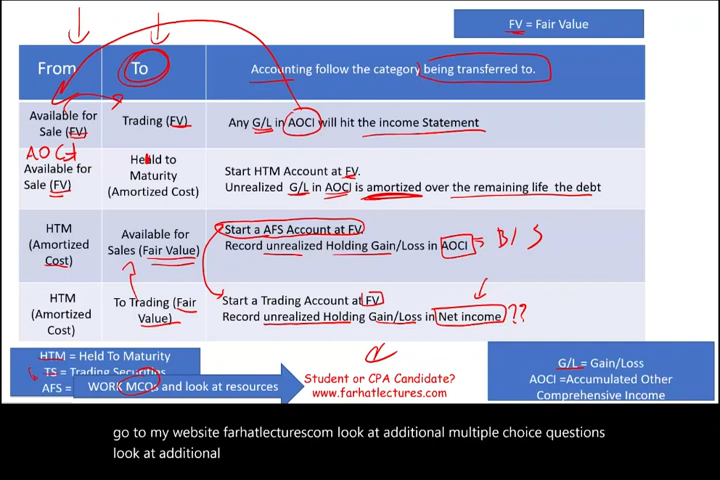 FV = Fair Value
From
To
Accounting follow the category being transferred to.
Available for
Sale (FV)
Trading (FV)
Any G/L in AOCI will hit the income Statement
AOCI
Available for
Sale (FV)
Held to
Maturity
(Amortized Cost)
Start HTM Account at FV.
Unrealized G/L in AOCI is amortized over the remaining life the debt
HTM
(Amortized
Cost)
Available for
Sales (Fair Value)
Start a AFS Account at FV
Record unrealized Holding Gain/Loss in AOCI = B/S
HTM
(Amortized
Cost)
To Trading (Fair
Value)
Start a Trading Account at FV
Record unrealized Holding Gain/Loss in Net income ??
HTM = Held To Maturity
TS = Trading Securities
AFS =
WORK MCQs and look at resources
Student or CPA Candidate?
www.farhatlectures.com
G/L = Gain/Loss
AOCI =Accumulated Other
Comprehensive Income
go to my website farhatlecturescom look at additional multiple choice questions
look at additional